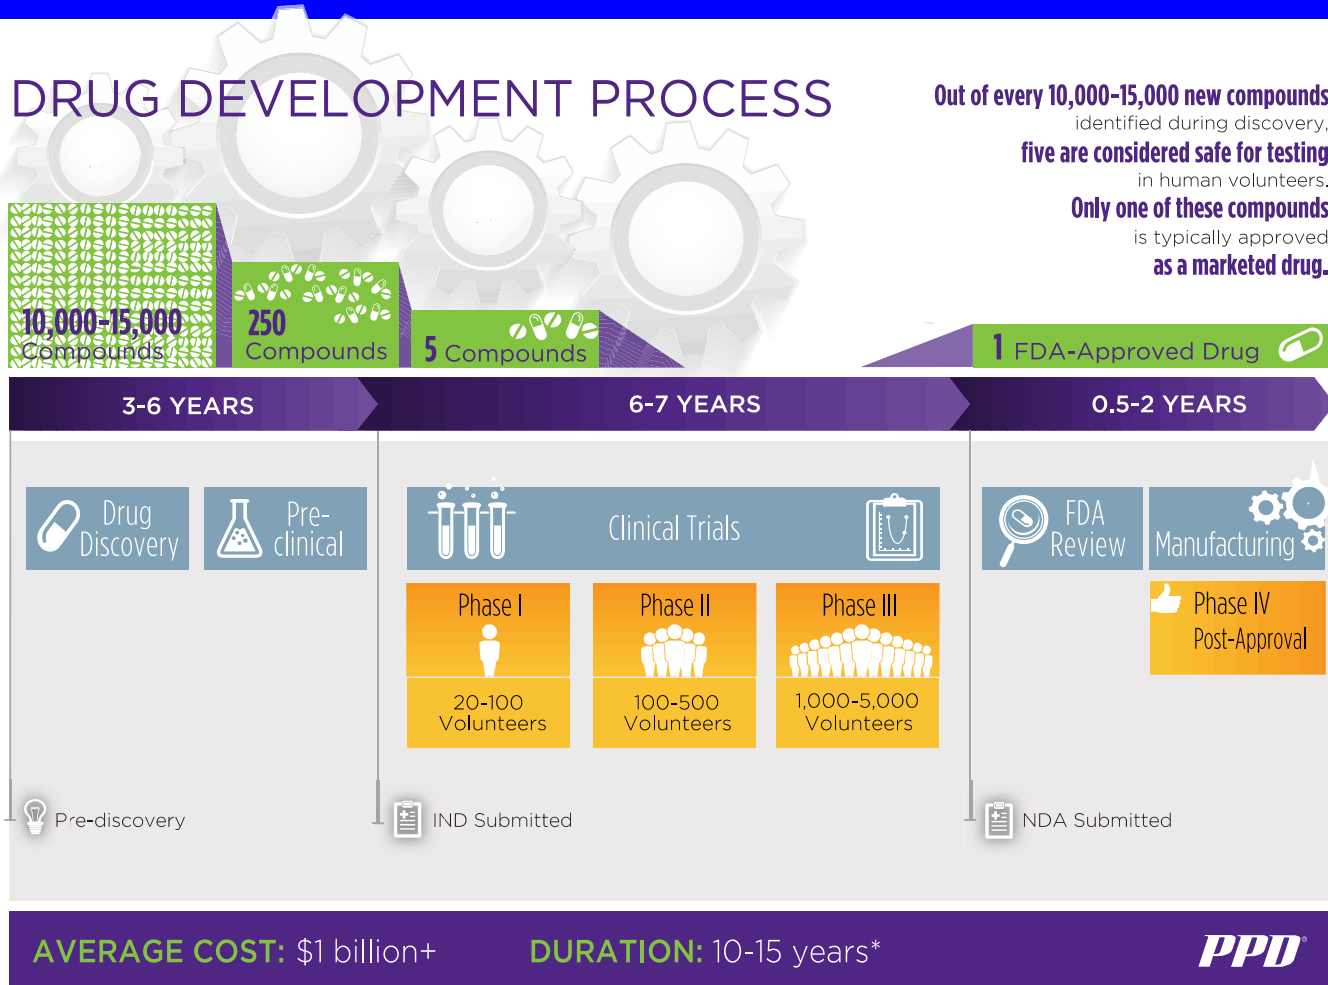 DRUG DEVELOPMENT PROCESS
Out of every 10,000-15,000 new compounds
identified during discovery,
five are considered safe for testing
in human volunteers.
Only one of these compounds
is typically approved
as a marketed drug.
10,000-15,000
Compounds
250
Compounds
5 Compounds
1 FDA-Approved Drug
3-6 YEARS
6-7 YEARS
0.5-2 YEARS
Drug
Discovery
Pre-
clinical
Clinical Trials
FDA
Review
Manufacturing
Phase I
20-100
Volunteers
Phase II
100-500
Volunteers
Phase III
1,000-5,000
Volunteers
Phase IV
Post-Approval
Pre-discovery
IND Submitted
NDA Submitted
AVERAGE COST: $1 billion+
DURATION: 10-15 years*
PPD®